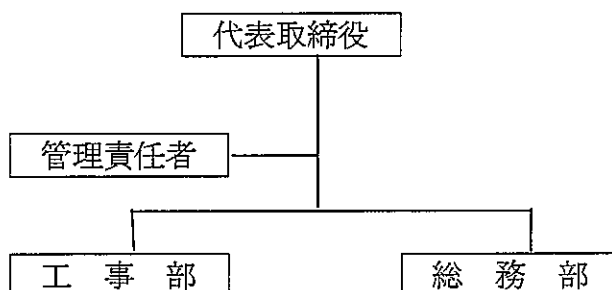 代表取締役
管理責任者
工 事 部
総 務 部